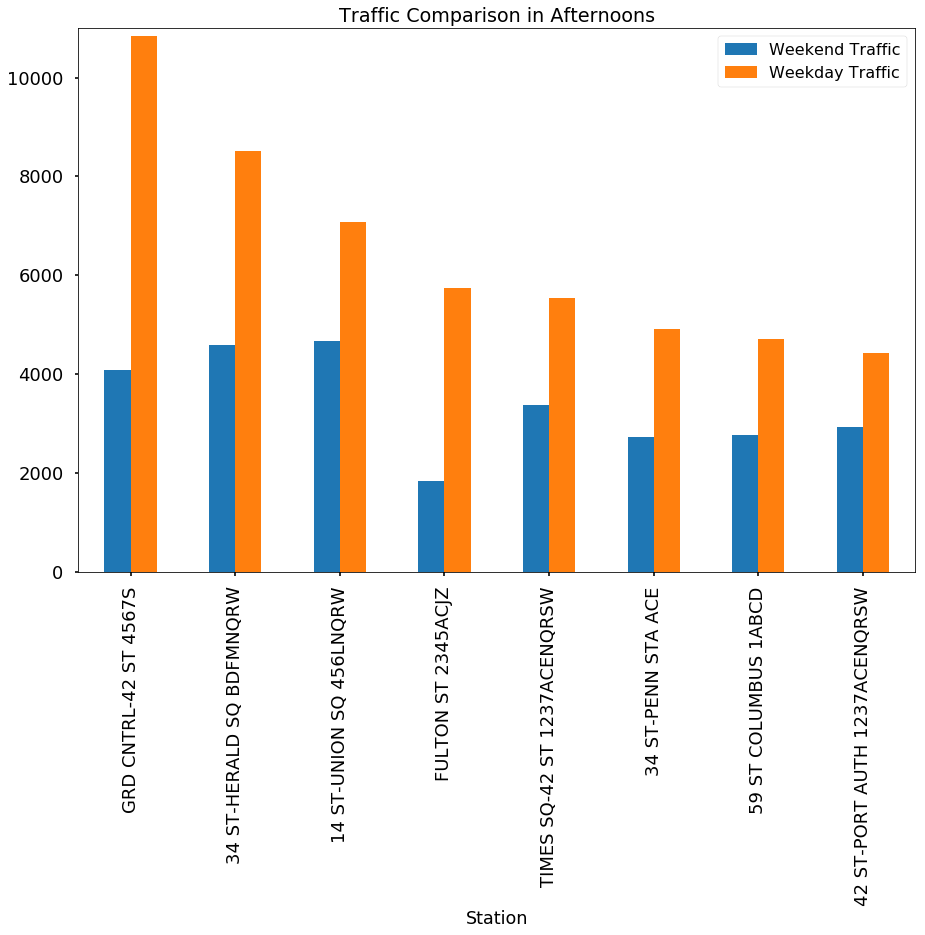 Traffic Comparison in Afternoons
Weekend Traffic
Weekday Traffic
10000
8000
6000
4000
2000
0
GRD CNTRL-42 ST 4567S
34 ST-HERALD SQ BDFMNQRW
14 ST-UNION SQ 456LNQRW
FULTON ST 2345ACJZ
TIMES SQ-42 ST 1237ACENQRSW
34 ST-PENN STA ACE
59 ST COLUMBUS 1ABCD
42 ST-PORT AUTH 1237ACENQRSW
Station